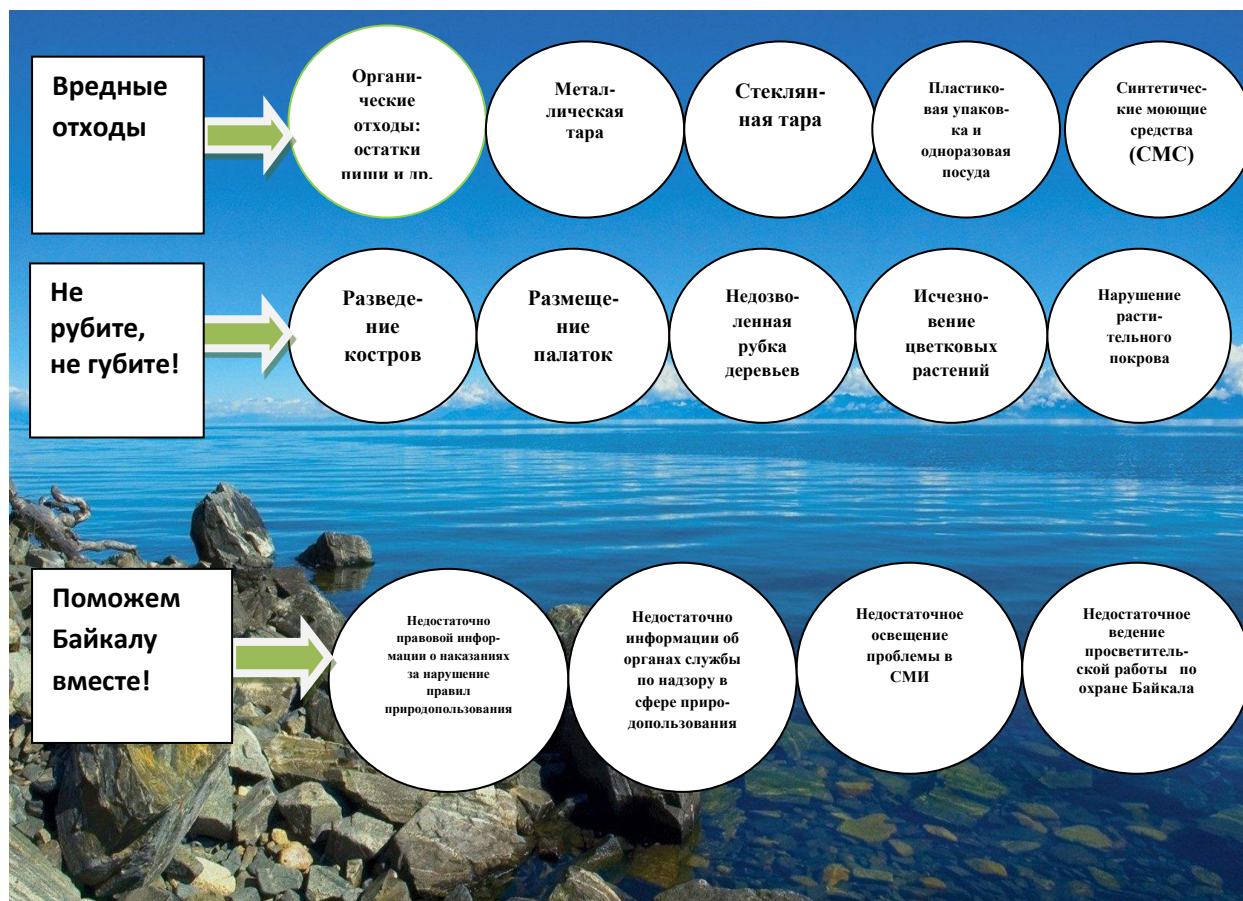 Вредные
отходы
Органи-
ческие
отходы:
остатки
пищи и др.
Метал-
лическая
тара
Стеклян-
ная тара
Пластико-
вая упаков-
ка и
одноразовая
посуда
Синтетичес-
кие моющие
средства
(СМС)
Не
рубите,
не губите!
Разведе-
ние
костров
Размеще-
ние
палаток
Недозво-
ленная
рубка
деревьев
Исчезно-
вение
цветковых
растений
Нарушение
расти-
тельного
покрова
Поможем
Байкалу
вместе!
Недостаточно
правовой инфор-
мации о наказаниях
за нарушение
правил
природопользования
Недостаточно
информации об
органах службы
по надзору в
сфере приро-
допользования
Недостаточное
освещение
проблемы в
СМИ
Недостаточное
ведение
просветитель-
ской работы по
охране Байкала